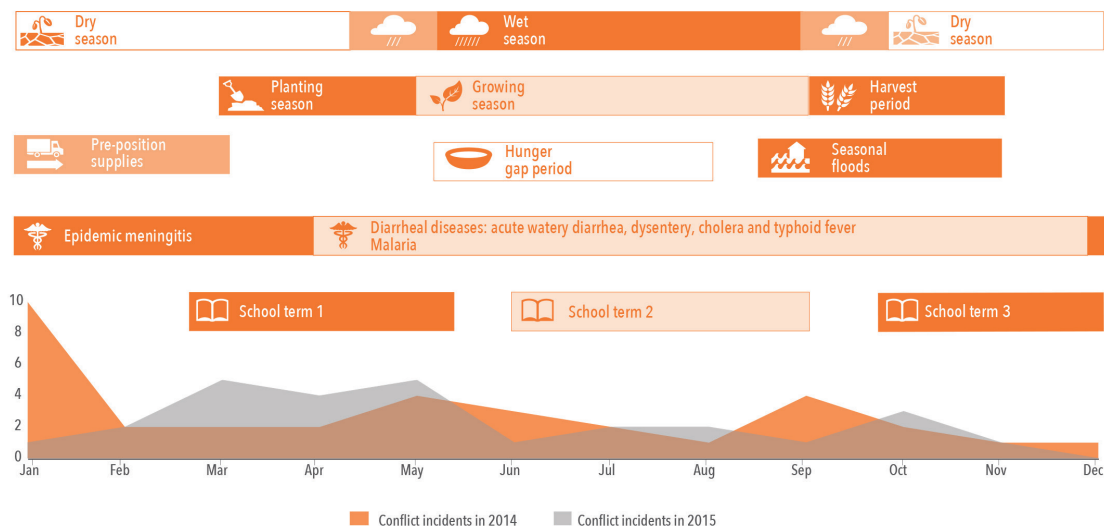 Dry
season
Wet
season
Dry
season
Planting
season
Growing
season
Harvest
period
Pre-position
supplies
Hunger
gap period
Seasonal
floods
Epidemic meningitis
Diarrheal diseases: acute watery diarrhea, dysentery, cholera and typhoid fever
Malaria
School term 1
School term 2
School term 3
10
8
6
4
2
0
Jan
Feb
Mar
Apr
May
Jun
Jul
Aug
Sep
Oct
Nov
Dec
Conflict incidents in 2014
Conflict incidents in 2015